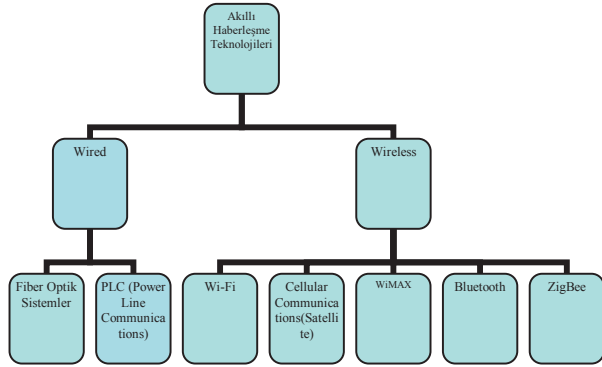 Akıllı
Haberleşme
Teknolojileri
Wired
Wireless
Fiber Optik
Sistemler
PLC (Power
Line
Communica
tions)
Wi-Fi
Cellular
Communica
tions(Satelli
te)
WiMAX
Bluetooth
ZigBee